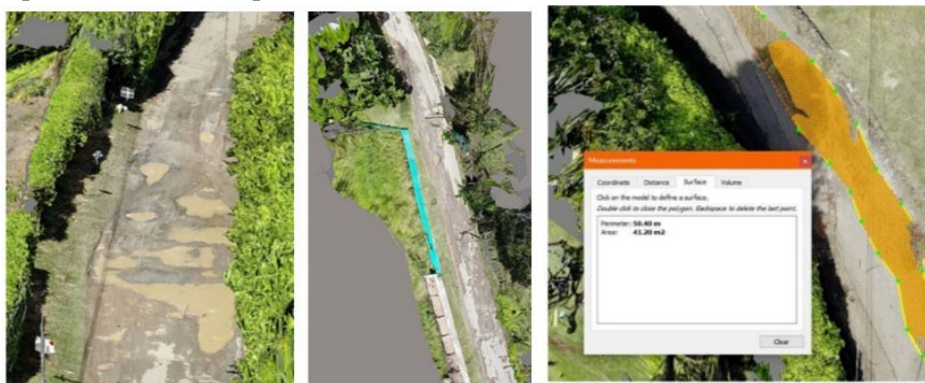 Measurements
Coordinate Distance Surface Volume
Click on the model to define a surface.
Double click to close the polygon. Backspace to delete the last point.
Perimeter: 50.40 m
Area: 41.20 m2
Clear